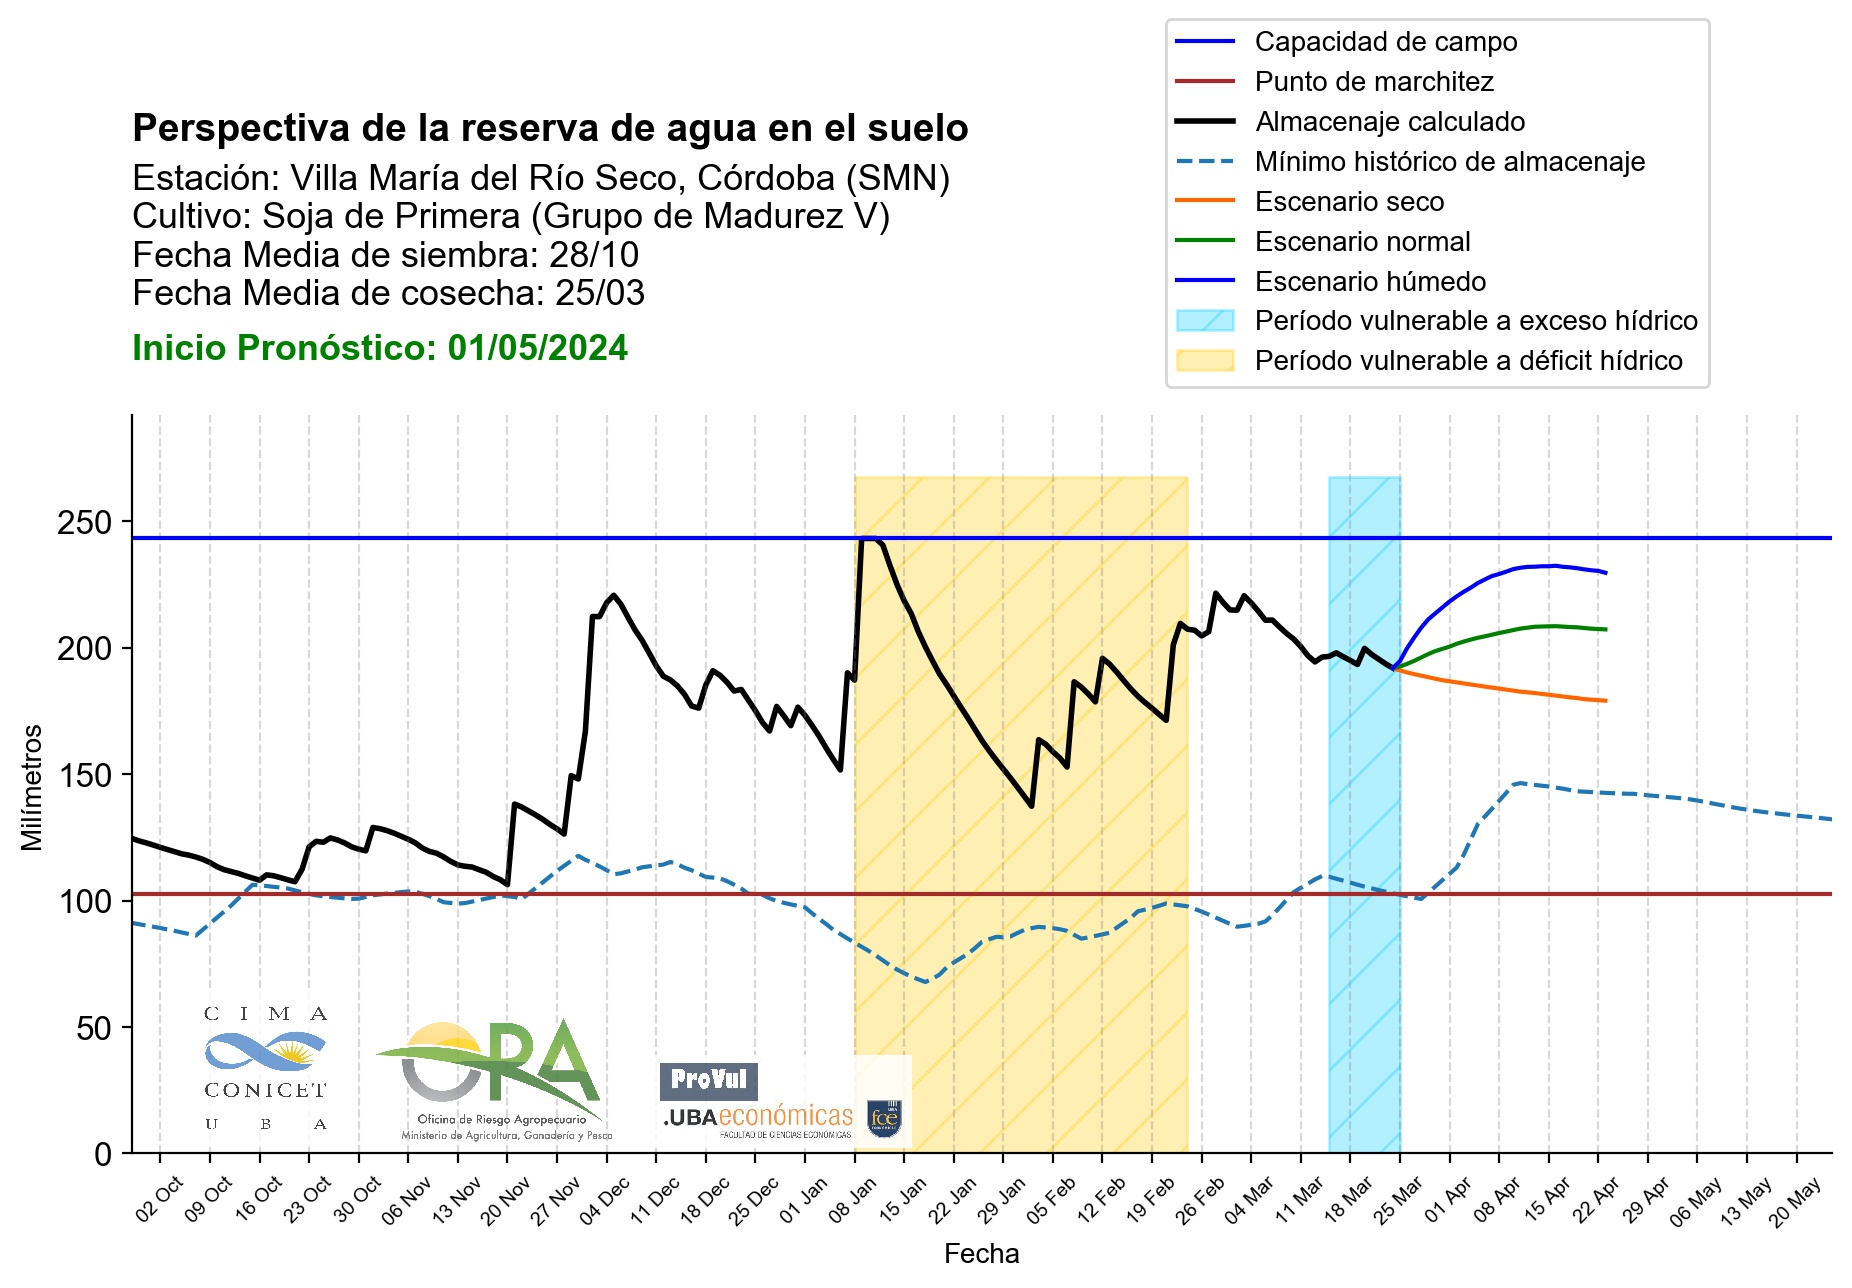 Capacidad de campo
Punto de marchitez
Almacenaje calculado
Mínimo histórico de almacenaje
Escenario seco
Escenario normal
Escenario húmedo
Período vulnerable a exceso hídrico
Período vulnerable a déficit hídrico
Perspectiva de la reserva de agua en el suelo
Estación: Villa María del Río Seco, Córdoba (SMN)
Cultivo: Soja de Primera (Grupo de Madurez V)
Fecha Media de siembra: 28/10
Fecha Media de cosecha: 25/03
Inicio Pronóstico: 01/05/2024
Milímetros
250
200
150
100
50
0
CIMA
CONICET
UBA
ORA
Oficina de Riesgo Agropecuario
Ministerio de Agricultura, Ganadería y Pesca
ProVul
.UBAeconómicas
FACULTAD DE CIENCIAS ECONÓMICAS
UBA
fce
ECONÓMICAS
02 Oct
09 Oct
16 Oct
23 Oct
30 Oct
06 Nov
13 Nov
20 Nov
27 Nov
04 Dec
11 Dec
18 Dec
25 Dec
01 Jan
08 Jan
15 Jan
22 Jan
29 Jan
05 Feb
12 Feb
19 Feb
26 Feb
04 Mar
11 Mar
18 Mar
25 Mar
01 Apr
08 Apr
15 Apr
22 Apr
29 Apr
06 May
13 May
20 May
Fecha